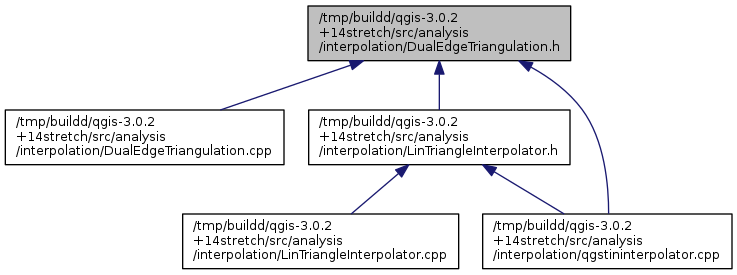 /tmp/buildd/qgis-3.0.2
+14stretch/src/analysis
/interpolation/DualEdgeTriangulation.h
/tmp/buildd/qgis-3.0.2
+14stretch/src/analysis
/interpolation/DualEdgeTriangulation.cpp
/tmp/buildd/qgis-3.0.2
+14stretch/src/analysis
/interpolation/LinTriangleInterpolator.h
/tmp/buildd/qgis-3.0.2
+14stretch/src/analysis
/interpolation/LinTriangleInterpolator.cpp
/tmp/buildd/qgis-3.0.2
+14stretch/src/analysis
/interpolation/qgstininterpolator.cpp